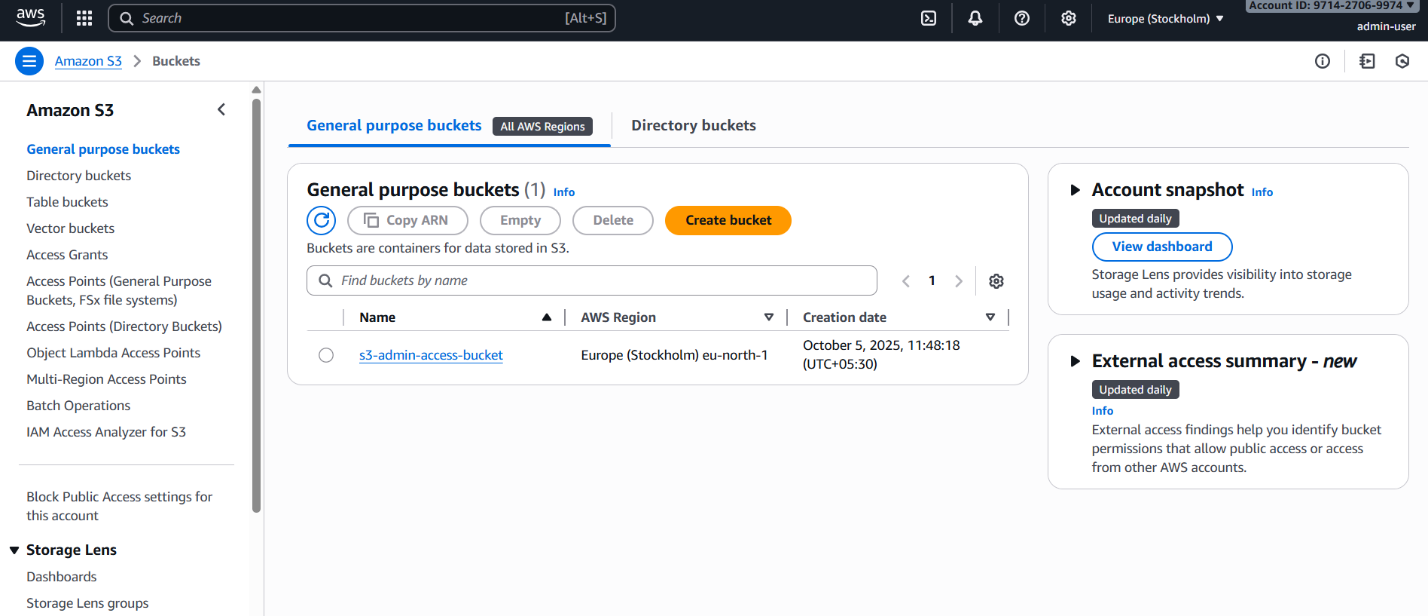 aws
Search [Alt+S]
Europe (Stockholm)
Account ID: 9714-2706-9974
admin-user
Amazon S3 > Buckets
Amazon S3
General purpose buckets
Directory buckets
Table buckets
Vector buckets
Access Grants
Access Points (General Purpose
Buckets, FSx file systems)
Access Points (Directory Buckets)
Object Lambda Access Points
Multi-Region Access Points
Batch Operations
IAM Access Analyzer for S3
Block Public Access settings for
this account
Storage Lens
Dashboards
Storage Lens groups
General purpose buckets All AWS Regions
Directory buckets
General purpose buckets (1) Info
Copy ARN
Empty
Delete
Create bucket
Buckets are containers for data stored in S3.
Find buckets by name
1
Name AWS Region Creation date
s3-admin-access-bucket Europe (Stockholm) eu-north-1 October 5, 2025, 11:48:18
(UTC+05:30)
Account snapshot Info
Updated daily
View dashboard
Storage Lens provides visibility into storage
usage and activity trends.
External access summary - new
Updated daily
Info
External access findings help you identify bucket
permissions that allow public access or access
from other AWS accounts.